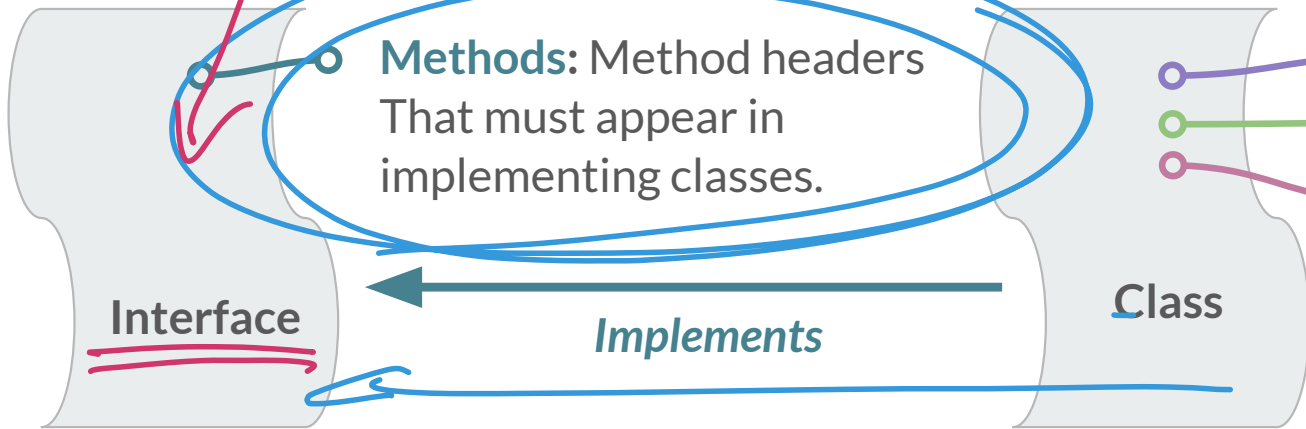 Methods: Method headers
That must appear in
implementing classes.
Interface
Implements
Class